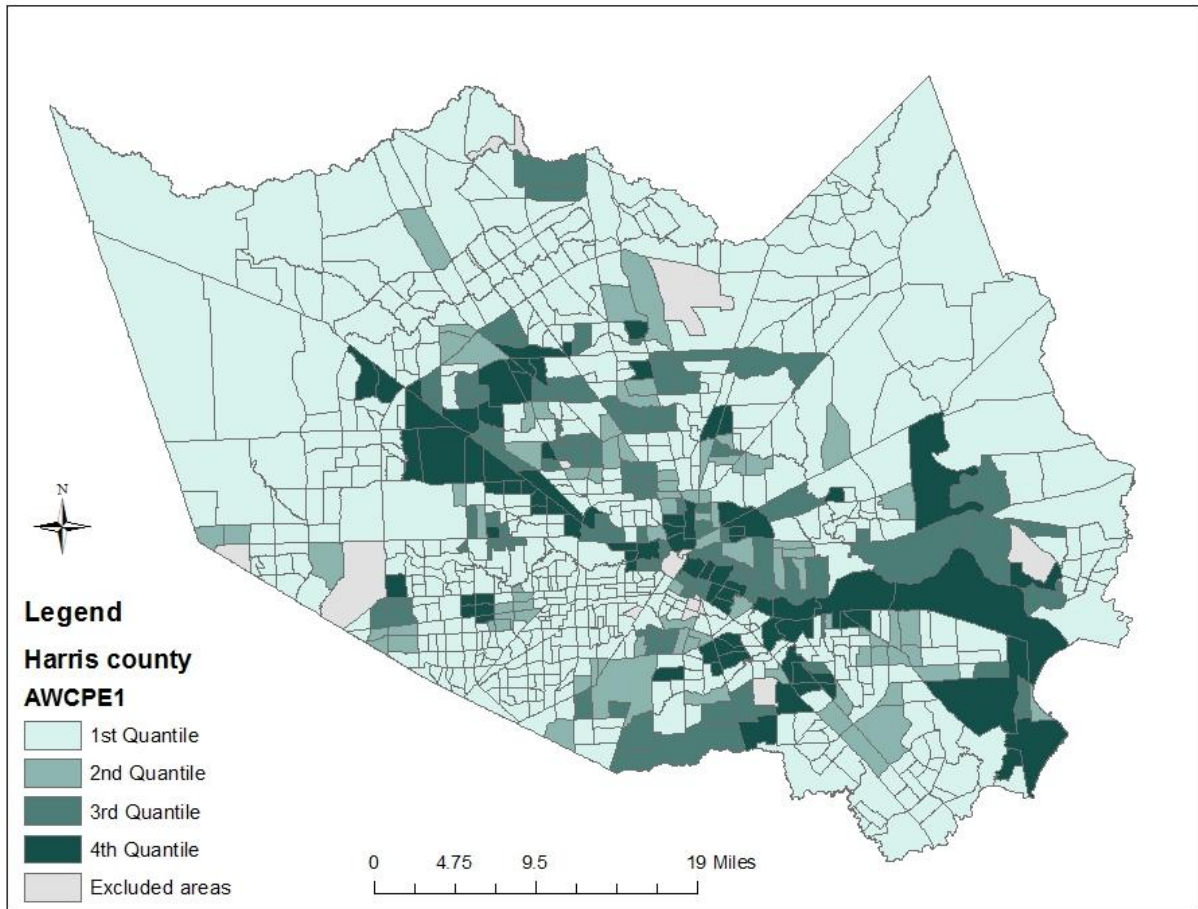 N
Legend
Harris county
AWCPE1
1st Quantile
2nd Quantile
3rd Quantile
4th Quantile
Excluded areas
0 4.75 9.5 19 Miles